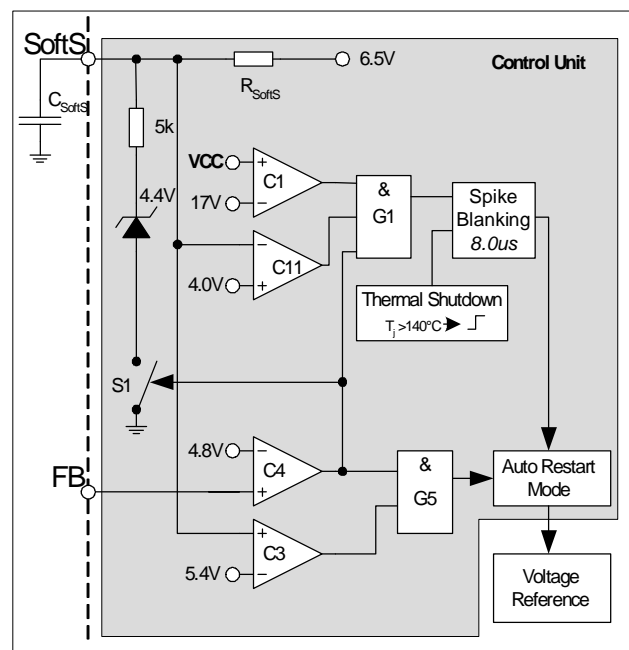 SoftS
6.5V
Control Unit
R SoftS
C SoftS
5k
4.4V
VCC
+
C1
17V
−
&
G1
Spike
Blanking
8.0us
−
C11
4.0V
+
Thermal Shutdown
Tj >140°C
S1
4.8V
−
C4
FB
+
&
G5
Auto Restart
Mode
+
C3
5.4V
−
Voltage
Reference